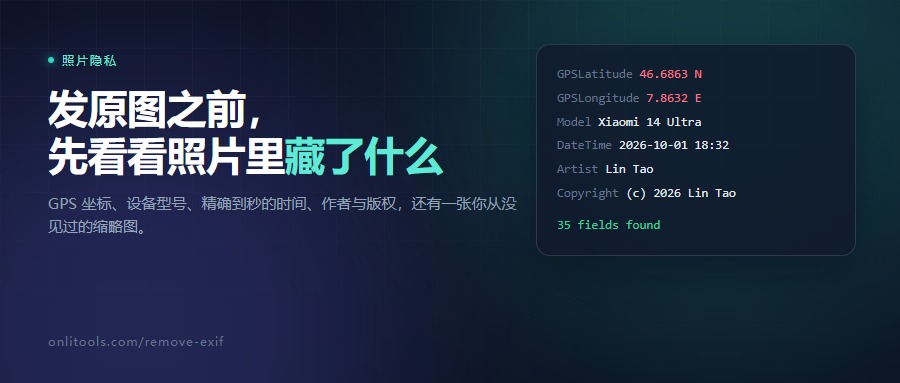 照片隐私
发原图之前，
先看看照片里藏了什么
GPS 坐标、设备型号、精确到秒的时间、作者与版权，还有一张你从没
见过的缩略图。
onlitools.com/remove-exif
GPSLatitude 46.6863 N
GPSLongitude 7.8632 E
Model Xiaomi 14 Ultra
DateTime 2026-10-01 18:32
Artist Lin Tao
Copyright (c) 2026 Lin Tao
35 fields found